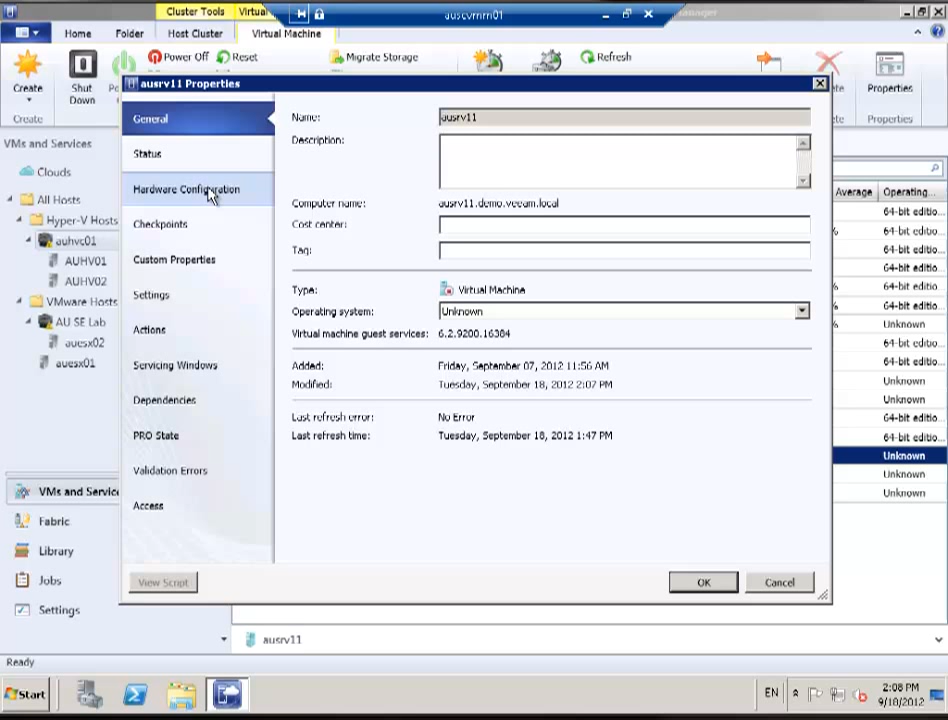 Cluster Tools
auscvmm01
Home
Folder
Host Cluster
Virtual Machine
Create
Shut
Down
Power Off
Reset
Migrate Storage
Refresh
Properties
Create
Properties
VMs and Services
Clouds
All Hosts
Hyper-V Hosts
auhvc01
AUHV01
AUHV02
VMware Hosts
AU SE Lab
auesx02
auesx01
VMs and Service
Fabric
Library
Jobs
Settings
ausrv11 Properties
General
Status
Hardware Configuration
Checkpoints
Custom Properties
Settings
Actions
Servicing Windows
Dependencies
PRO State
Validation Errors
Access
Name: ausrv11
Description:
Computer name: ausrv11.demo.veeam.local
Cost center:
Tag:
Type: Virtual Machine
Operating system: Unknown
Virtual machine guest services: 6.2.9200.16384
Added: Friday, September 07, 2012 11:56 AM
Modified: Tuesday, September 18, 2012 2:07 PM
Last refresh error: No Error
Last refresh time: Tuesday, September 18, 2012 1:47 PM
View Script
OK
Cancel
Average Operating...
64-bit editio...
64-bit editio...
64-bit editio...
64-bit editio...
64-bit editio...
64-bit editio...
Unknown
64-bit editio...
64-bit editio...
Unknown
Unknown
64-bit editio...
64-bit editio...
Unknown
Unknown
Unknown
ausrv11
Ready
Start
EN
2:08 PM
9/18/2012